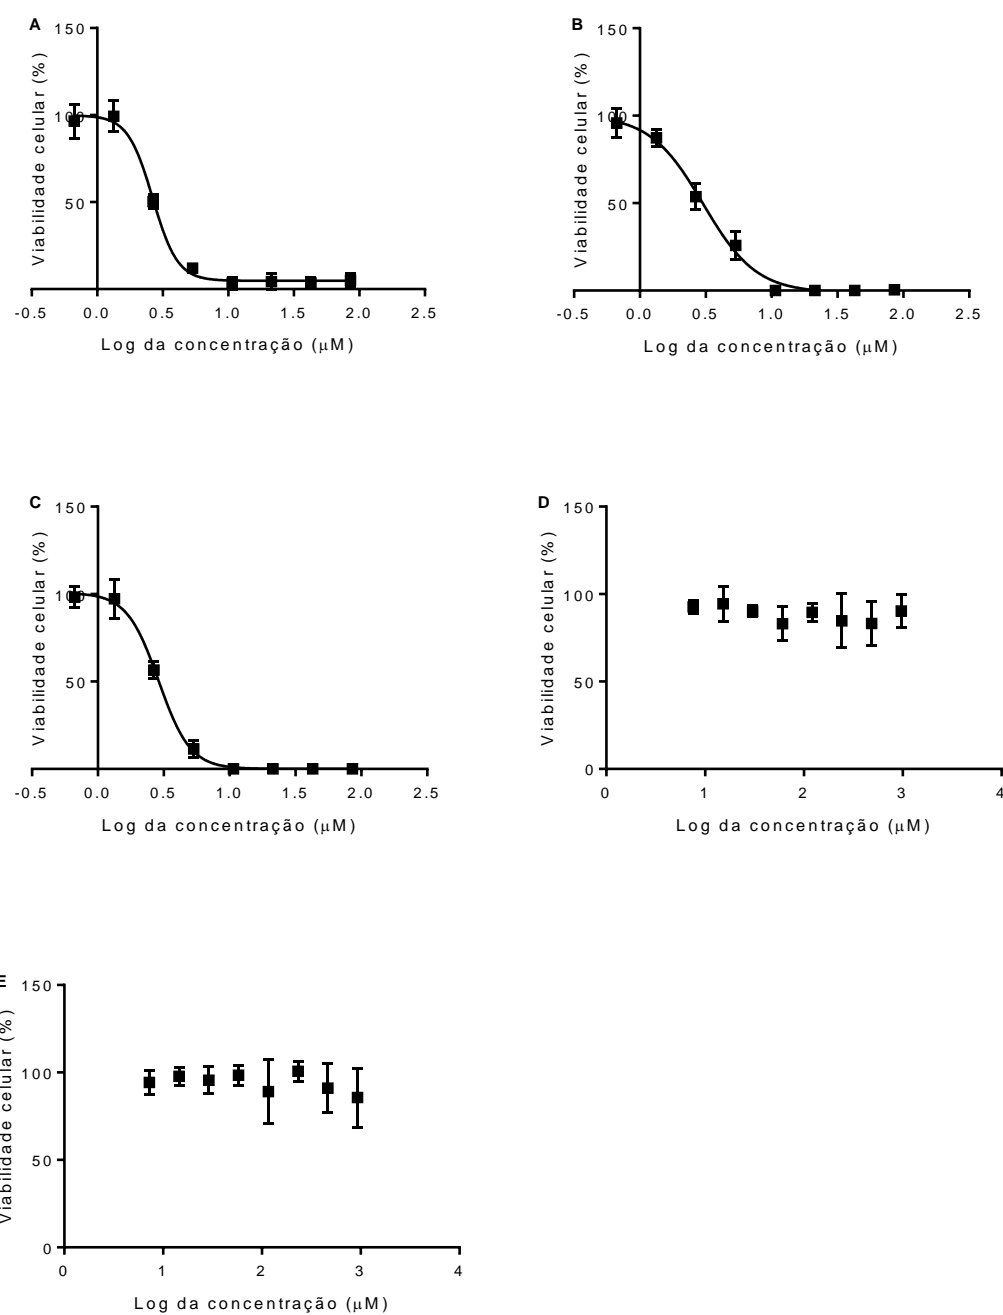 A
150
100
50
-0.5 0.0 0.5 1.0 1.5 2.0 2.5
Viabilidade celular (%)
Log da concentração (μM)
B
150
100
50
-0.5 0.0 0.5 1.0 1.5 2.0 2.5
Viabilidade celular (%)
Log da concentração (μM)
C
150
100
50
-0.5 0.0 0.5 1.0 1.5 2.0 2.5
Viabilidade celular (%)
Log da concentração (μM)
D
150
100
50
0
0 1 2 3 4
Viabilidade celular (%)
Log da concentração (μM)
E
150
100
50
0
0 1 2 3 4
Viabilidade celular (%)
Log da concentração (μM)